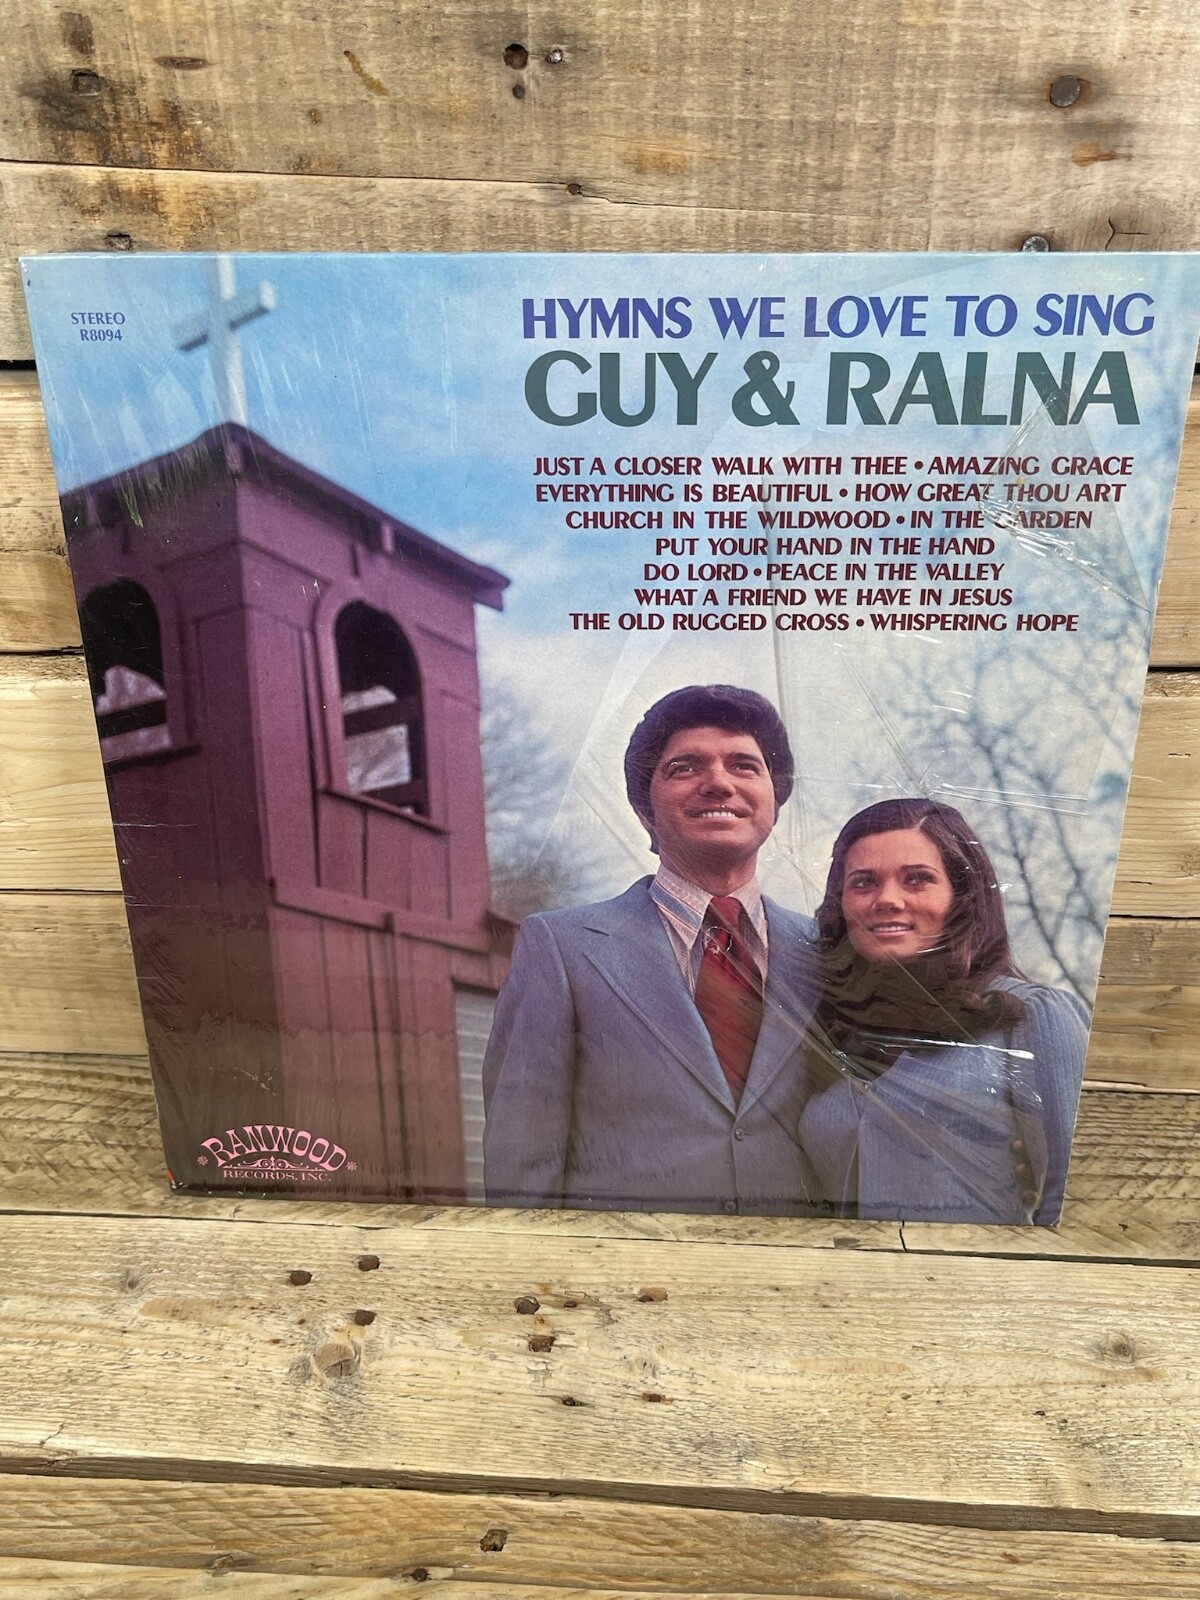 STEREO
R8094
HYMNS WE LOVE TO SING
GUY & RALNA
JUST A CLOSER WALK WITH THEE • AMAZING GRACE
EVERYTHING IS BEAUTIFUL • HOW GREAT THOU ART
CHURCH IN THE WILDWOOD • IN THE GARDEN
PUT YOUR HAND IN THE HAND
DO LORD • PEACE IN THE VALLEY
WHAT A FRIEND WE HAVE IN JESUS
THE OLD RUGGED CROSS • WHISPERING HOPE
RANWOOD
RECORDS, INC.